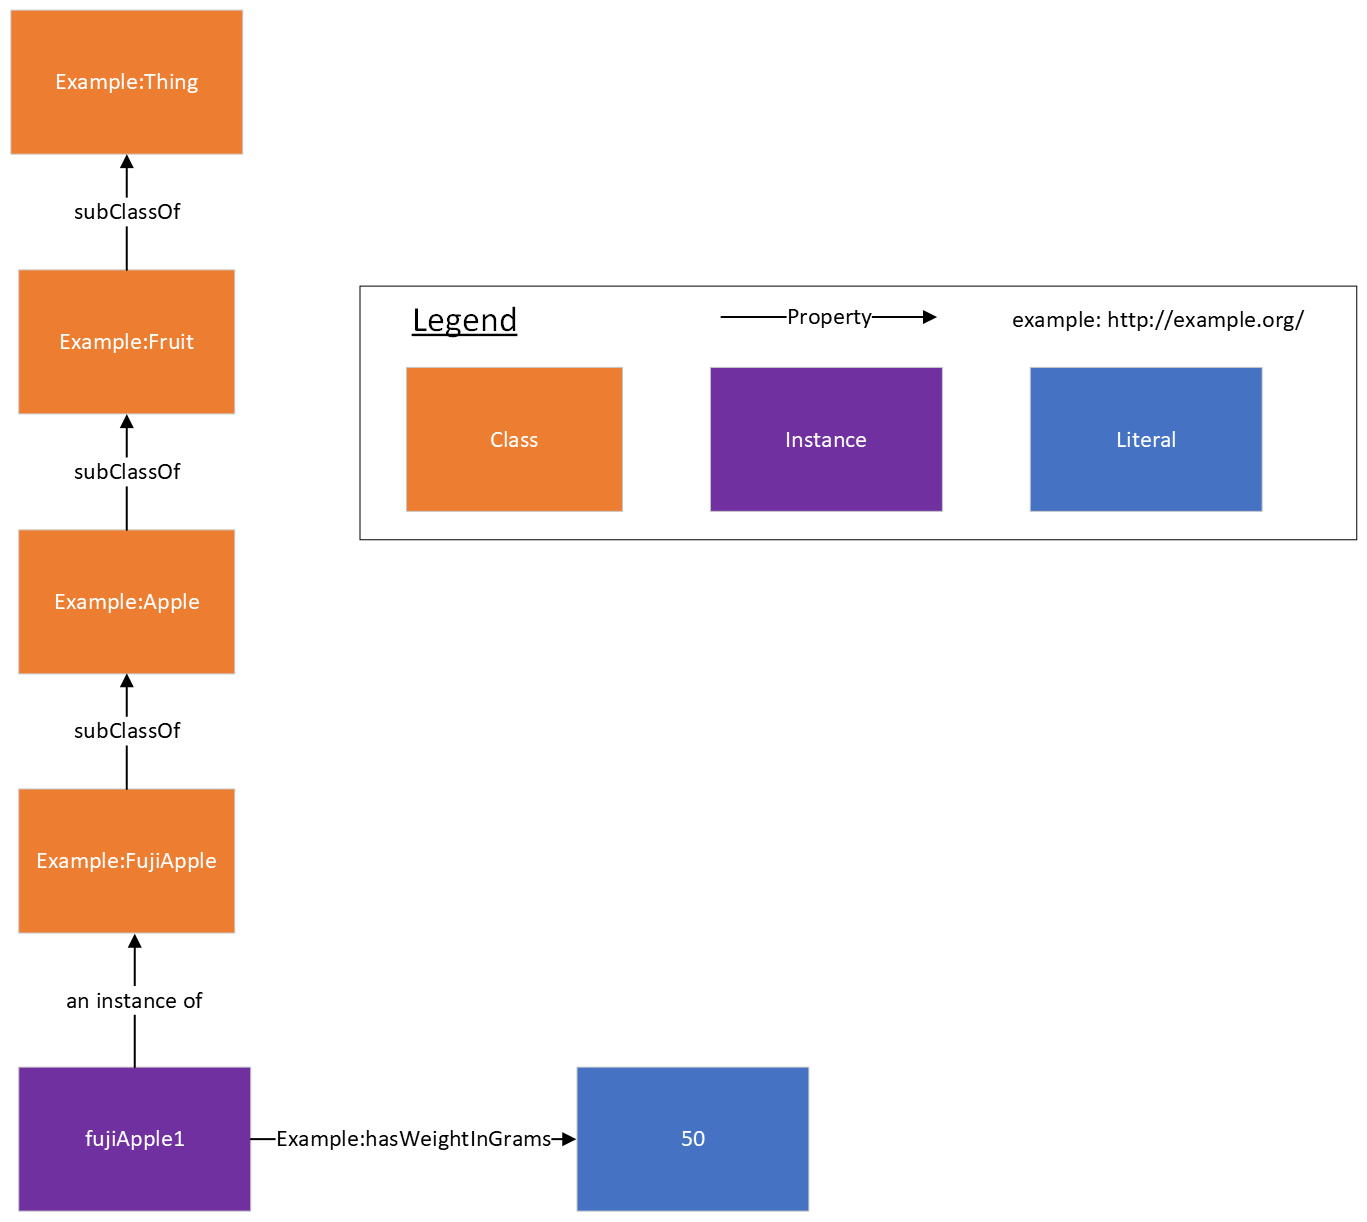 Example:Thing
subClassOf
Example:Fruit
subClassOf
Example:Apple
subClassOf
Example:FujiApple
an instance of
fujiApple1
Example:hasWeightInGrams
50
Legend
Property
example: http://example.org/
Class
Instance
Literal